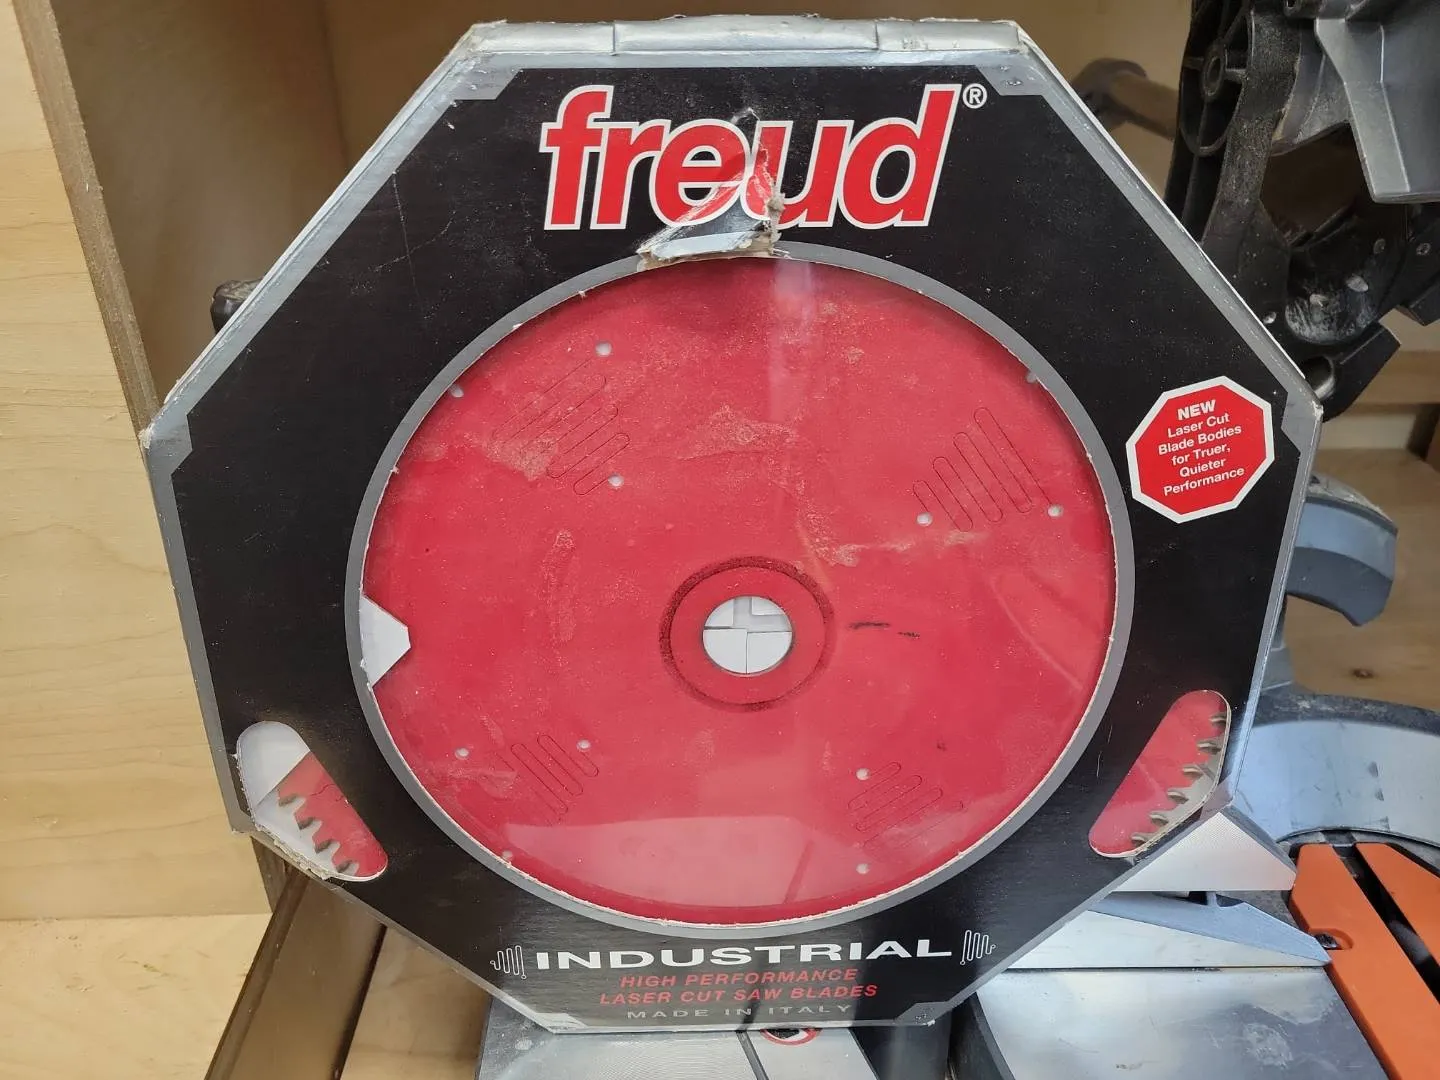 freud®
NEW
Laser Cut
Blade Bodies
for Truer,
Quieter
Performance
INDUSTRIAL
HIGH PERFORMANCE
LASER CUT SAW BLADES
MADE IN ITALY